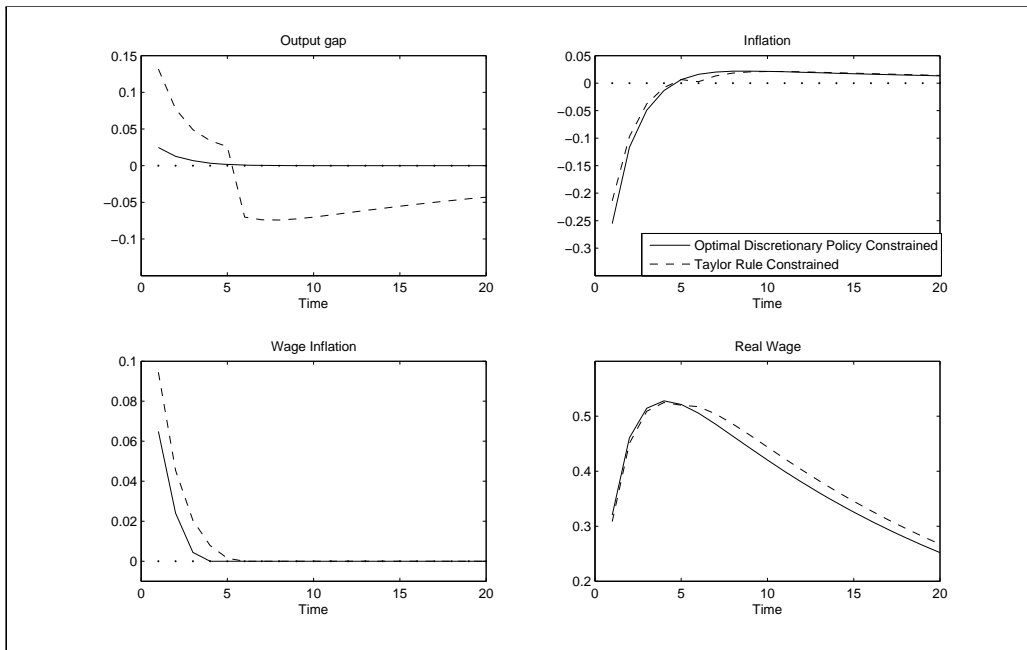 Output gap
0.15
0.1
0.05
0
−0.05
−0.1
0 5 10 15 20
Time
Inflation
0.05
0
−0.05
−0.1
−0.15
−0.2
−0.25
−0.3
Optimal Discretionary Policy Constrained
Taylor Rule Constrained
0 5 10 15 20
Time
Wage Inflation
0.1
0.08
0.06
0.04
0.02
0
0 5 10 15 20
Time
Real Wage
0.5
0.4
0.3
0.2
0 5 10 15 20
Time